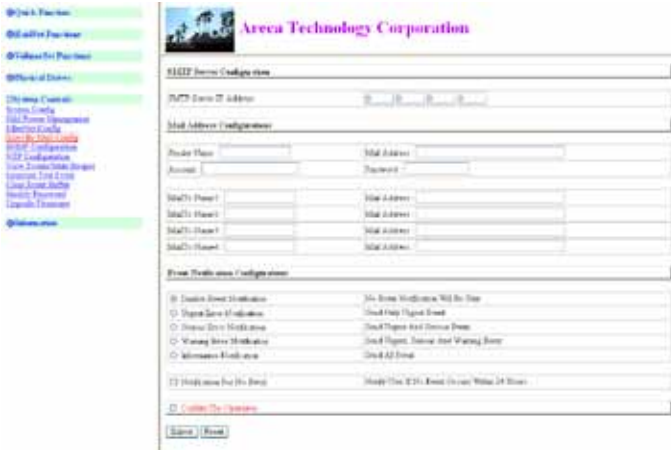 Quick Function
RaidSet Functions
VolumeSet Functions
Physical Drives
System Controls
System Config
Hdd Power Management
EtherNet Config
Alert By Mail Config
SNMP Configuration
NTP Configuration
View Events/Mute Beeper
Generate Test Event
Clear Event Buffer
Modify Password
Upgrade Firmware
Information
Areca Technology Corporation
SMTP Server Configuration
SMTP Server IP Address
0 . 0 . 0 . 0
Mail Address Configurations
Sender Name: Mail Address:
Account: Password:
MailTo Name1: Mail Address:
MailTo Name2: Mail Address:
MailTo Name3: Mail Address:
MailTo Name4: Mail Address:
Event Notification Configurations
Disable Event Notification No Event Notification Will Be Sent
Urgent Error Notification Send Only Urgent Event
Serious Error Notification Send Urgent And Serious Event
Warning Error Notification Send Urgent, Serious And Warning Event
Information Notification Send All Event
Notification For No Event Notify User If No Event Occurs Within 24 Hours
Confirm The Operation
Submit Reset